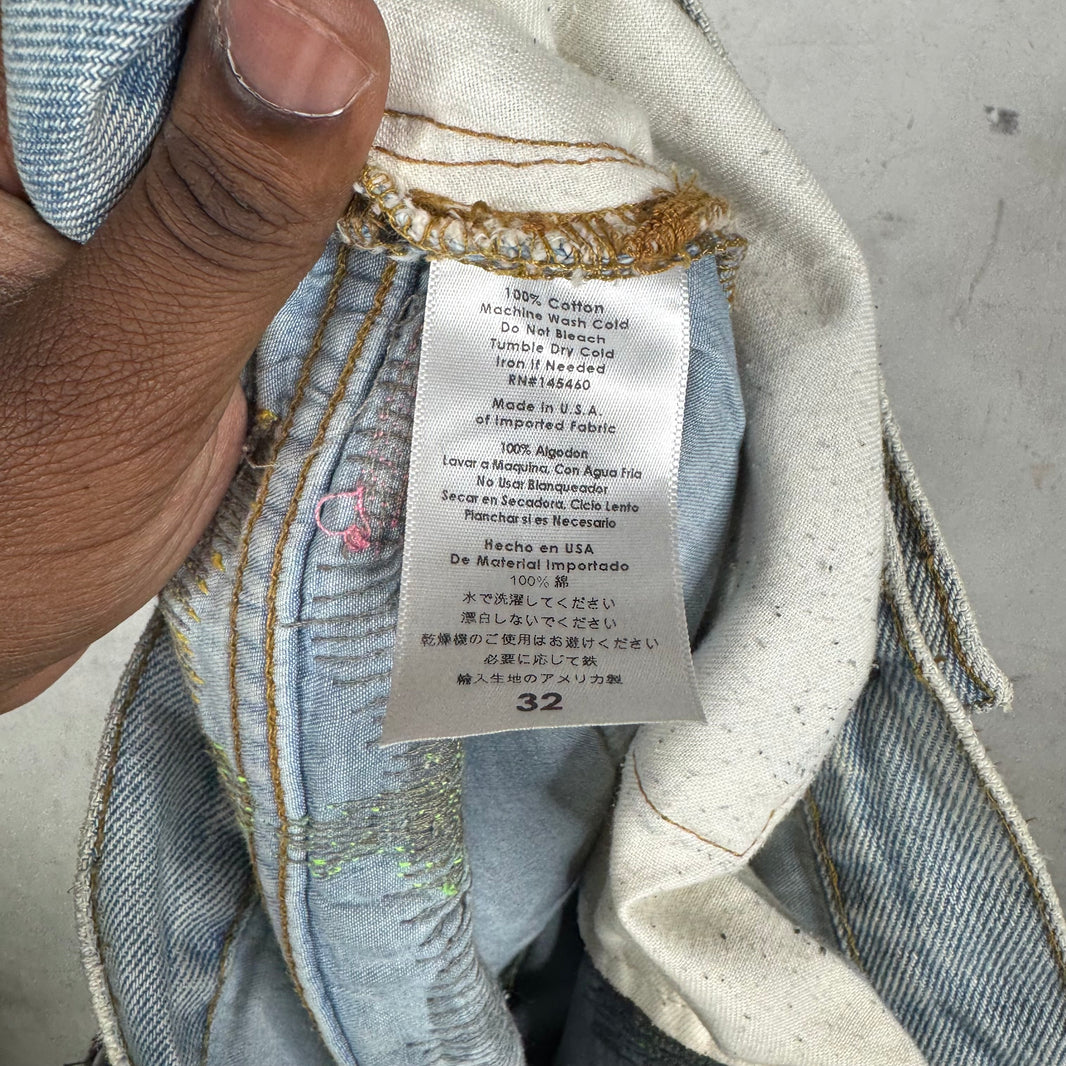 100% Cotton
Machine Wash Cold
Do Not Bleach
Tumble Dry Cold
Iron if Needed
RN#145460
Made in U.S.A.
of Imported Fabric
100% Algodon
Lavar a Maquina, Con Agua Fria
No Usar Blanqueador
Secar en Secadora, Ciclo Lento
Planchar si es Necesario
Hecho en USA
De Material Importado
100% 綿
水で洗濯してください
漂白しないでください
乾燥機のご使用はお避けください
必要に応じて鉄
輸入生地のアメリカ製
32